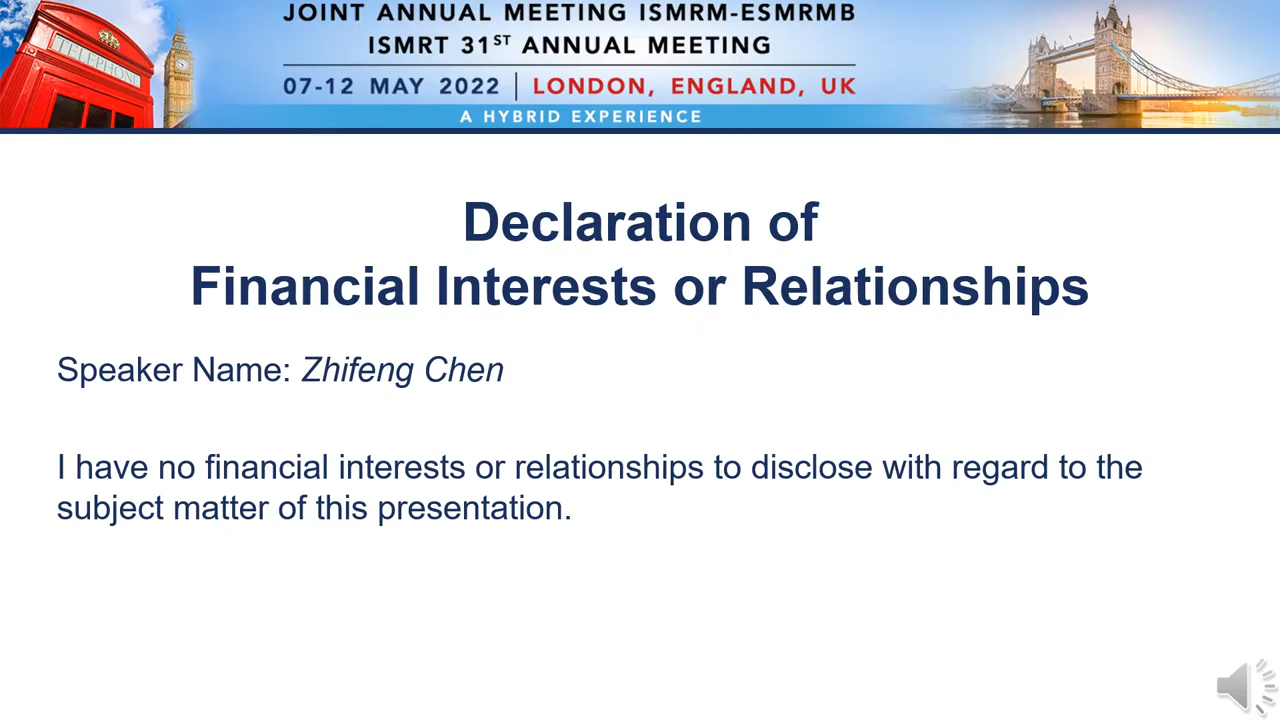 TELEPHONE
JOINT ANNUAL MEETING ISMRM-ESMRMB
ISMRT 31ST ANNUAL MEETING
07-12 MAY 2022 | LONDON, ENGLAND, UK
A HYBRID EXPERIENCE
Declaration of
Financial Interests or Relationships
Speaker Name: Zhifeng Chen
I have no financial interests or relationships to disclose with regard to the
subject matter of this presentation.